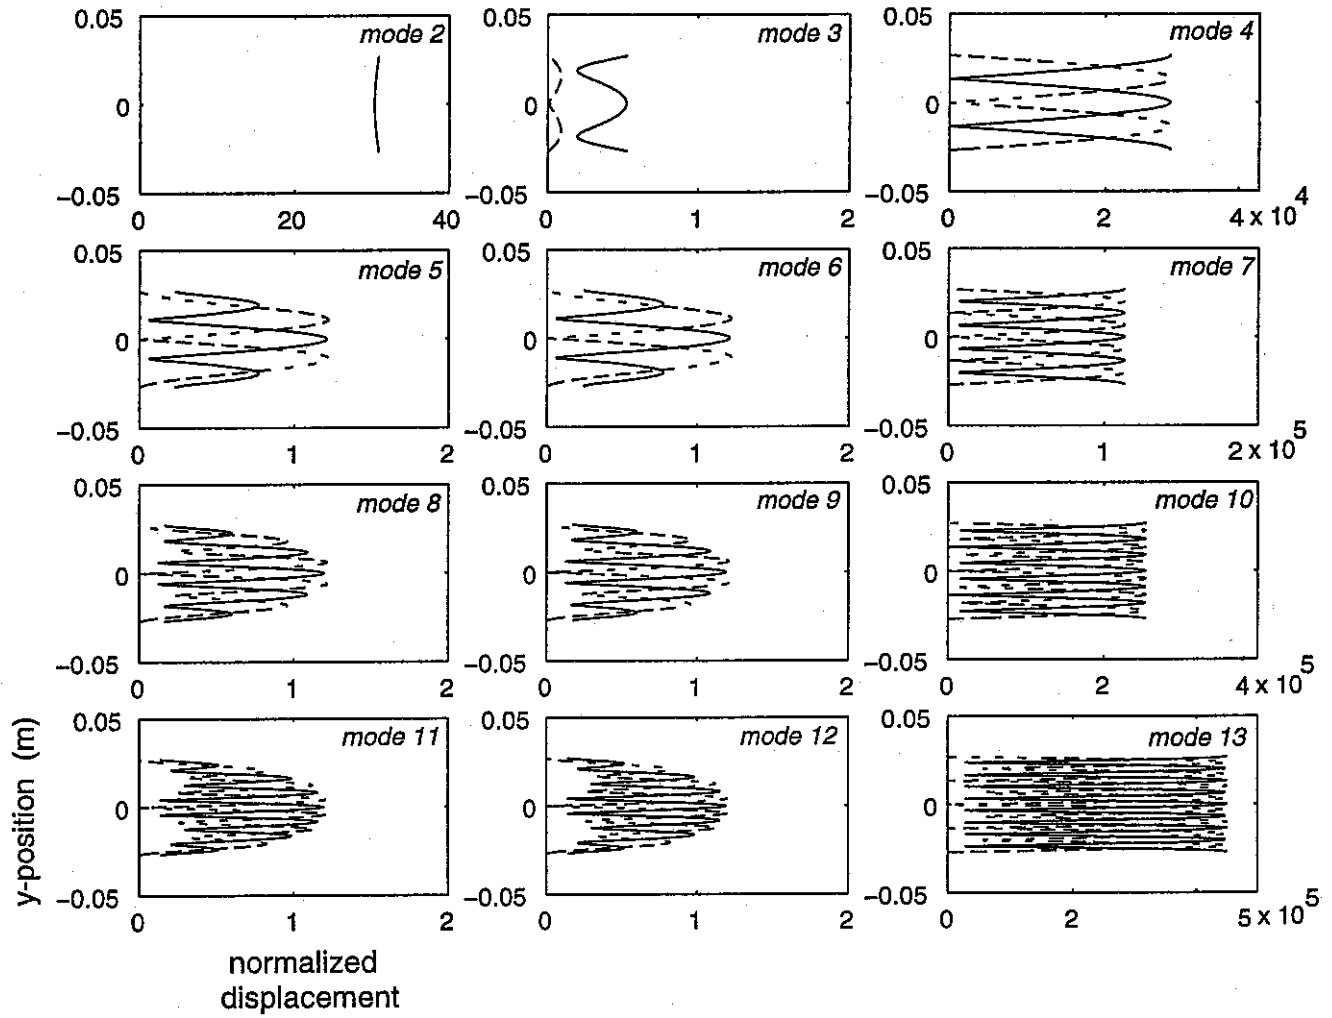 0.05 mode 2 0 −0.05 0 20 40
0.05 mode 3 0 −0.05 0 1 2
0.05 mode 4 0 −0.05 0 2 4 x 10^4
0.05 mode 5 0 −0.05 0 1 2
0.05 mode 6 0 −0.05 0 1 2
0.05 mode 7 0 −0.05 0 1 2 x 10^5
0.05 mode 8 0 −0.05 0 1 2
0.05 mode 9 0 −0.05 0 1 2
0.05 mode 10 0 −0.05 0 2 4 x 10^5
0.05 mode 11 0 −0.05 0 1 2
0.05 mode 12 0 −0.05 0 1 2
0.05 mode 13 0 −0.05 0 2 5 x 10^5
y-position (m)
normalized
displacement